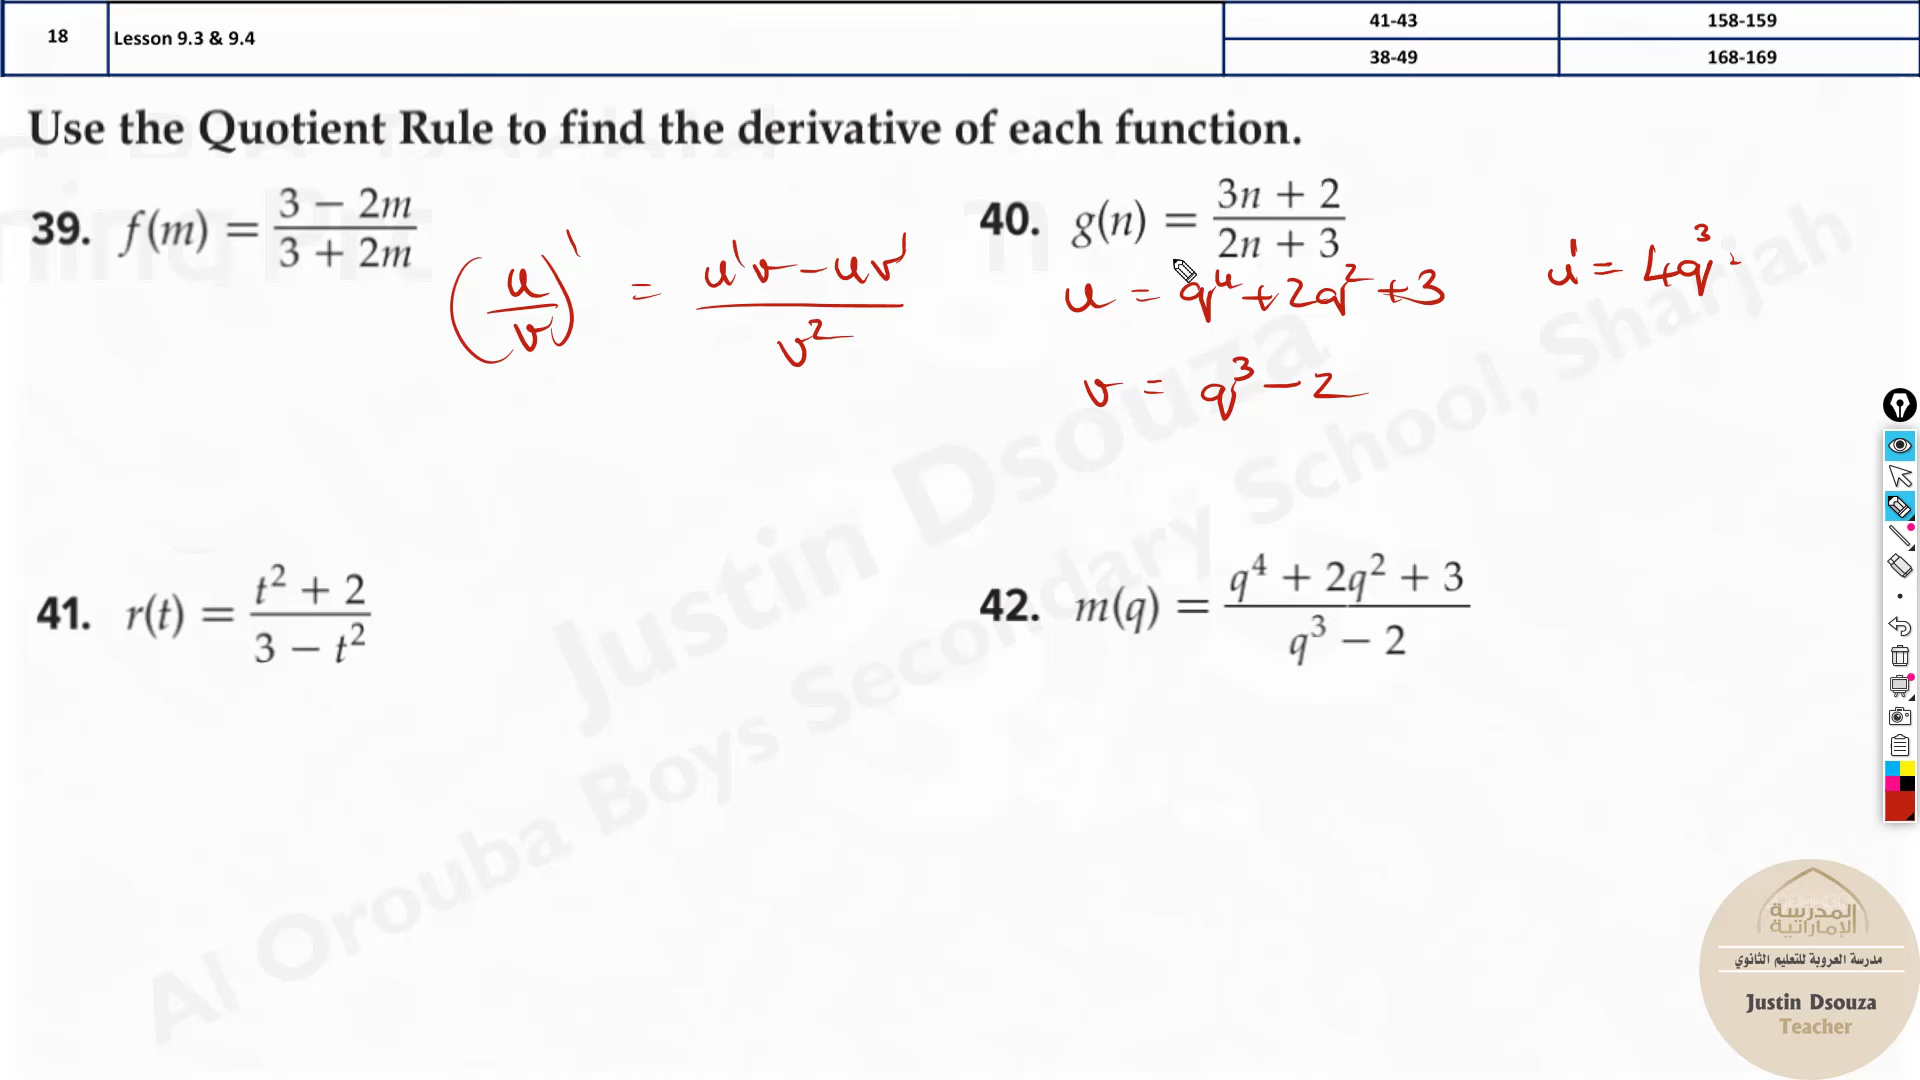 18 Lesson 9.3 & 9.4 41-43 158-159
38-49 168-169
Use the Quotient Rule to find the derivative of each function.
39. f(m) = (3 − 2m)/(3 + 2m)
40. g(n) = (3n + 2)/(2n + 3)
(u/v)' = (u'v − uv')/v²
u = q⁴ + 2q² + 3
u' = 4q³
v = q³ − 2
41. r(t) = (t² + 2)/(3 − t²)
42. m(q) = (q⁴ + 2q² + 3)/(q³ − 2)
Justin Dsouza
Al Orouba Boys Secondary School, Sharjah
المدرسة
الإماراتية
مدرسة العروبة للتعليم الثانوي
Justin Dsouza
Teacher